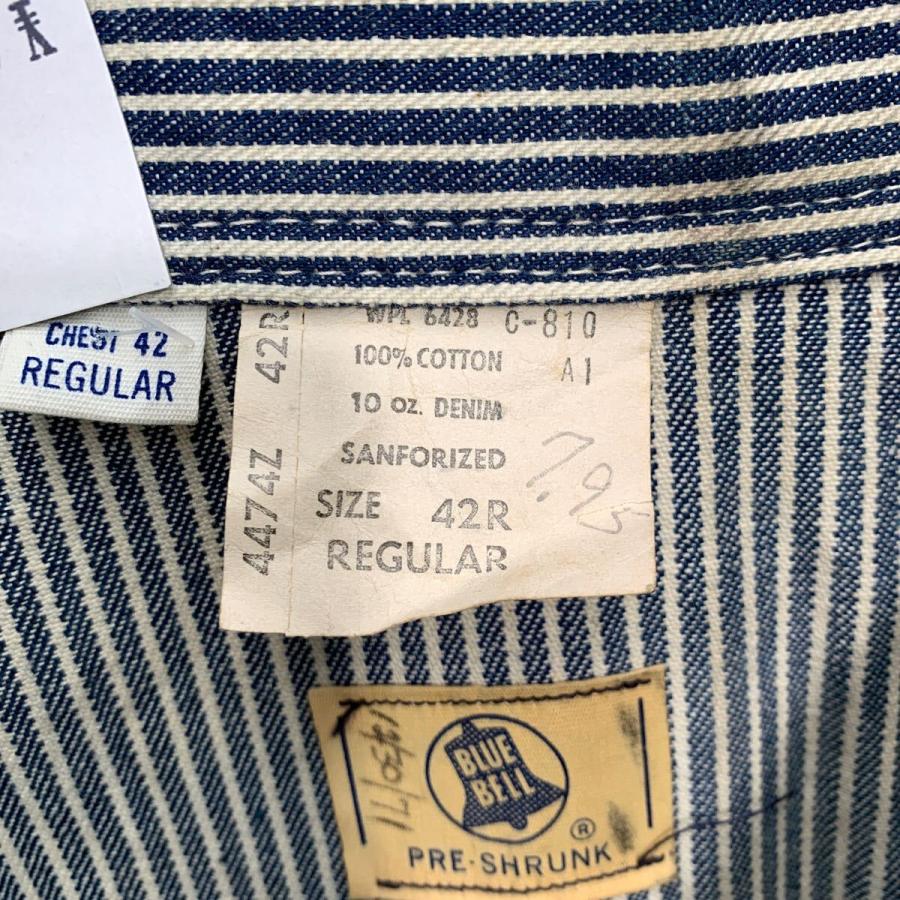 ¥
CHEST 42
REGULAR
4474Z 42R
WPL 6428 C-810
100% COTTON A1
10 OZ. DENIM
SANFORIZED
7.95
SIZE 42R
REGULAR
BLUE
BELL
®
PRE-SHRUNK